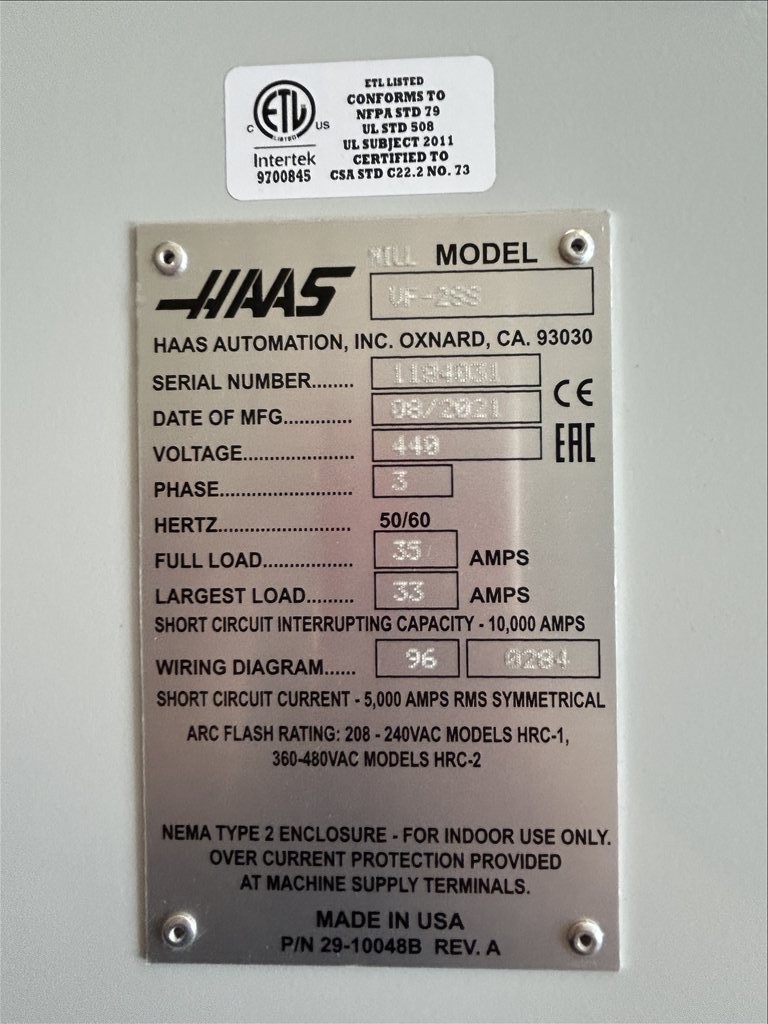 ETL LISTED
CONFORMS TO
NFPA STD 79
UL STD 508
UL SUBJECT 2011
CERTIFIED TO
CSA STD C22.2 NO. 73
C ETL US
LISTED
Intertek
9700845
MILL MODEL
HAAS
VF-2SS
HAAS AUTOMATION, INC. OXNARD, CA. 93030
SERIAL NUMBER........ 1184031
DATE OF MFG............ 08/2021
CE
VOLTAGE.................... 440
EAC
PHASE........................ 3
HERTZ........................ 50/60
FULL LOAD................. 35 AMPS
LARGEST LOAD......... 33 AMPS
SHORT CIRCUIT INTERRUPTING CAPACITY - 10,000 AMPS
WIRING DIAGRAM...... 96 0284
SHORT CIRCUIT CURRENT - 5,000 AMPS RMS SYMMETRICAL
ARC FLASH RATING: 208 - 240VAC MODELS HRC-1,
360-480VAC MODELS HRC-2
NEMA TYPE 2 ENCLOSURE - FOR INDOOR USE ONLY.
OVER CURRENT PROTECTION PROVIDED
AT MACHINE SUPPLY TERMINALS.
MADE IN USA
P/N 29-10048B REV. A